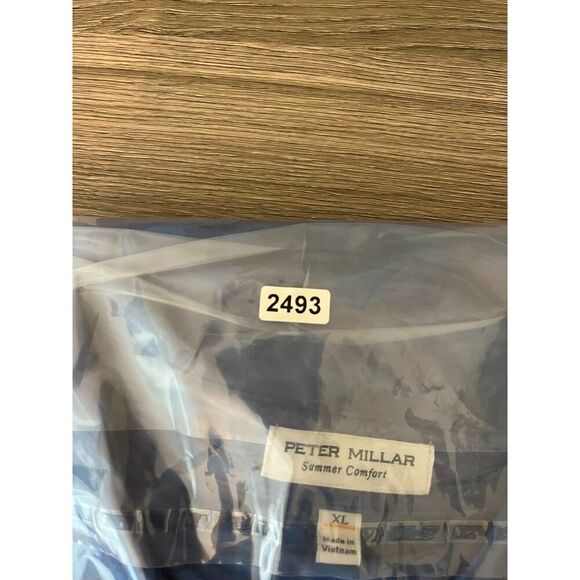 2493
PETER MILLAR
Summer Comfort
XL
Made in
Vietnam